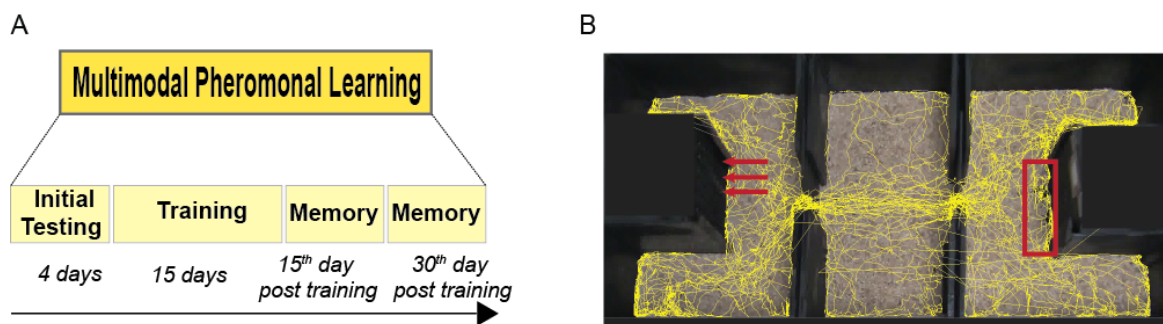 A
Multimodal Pheromonal Learning
Initial
Testing
Training
Memory
Memory
4 days
15 days
15th day
post training
30th day
post training
B